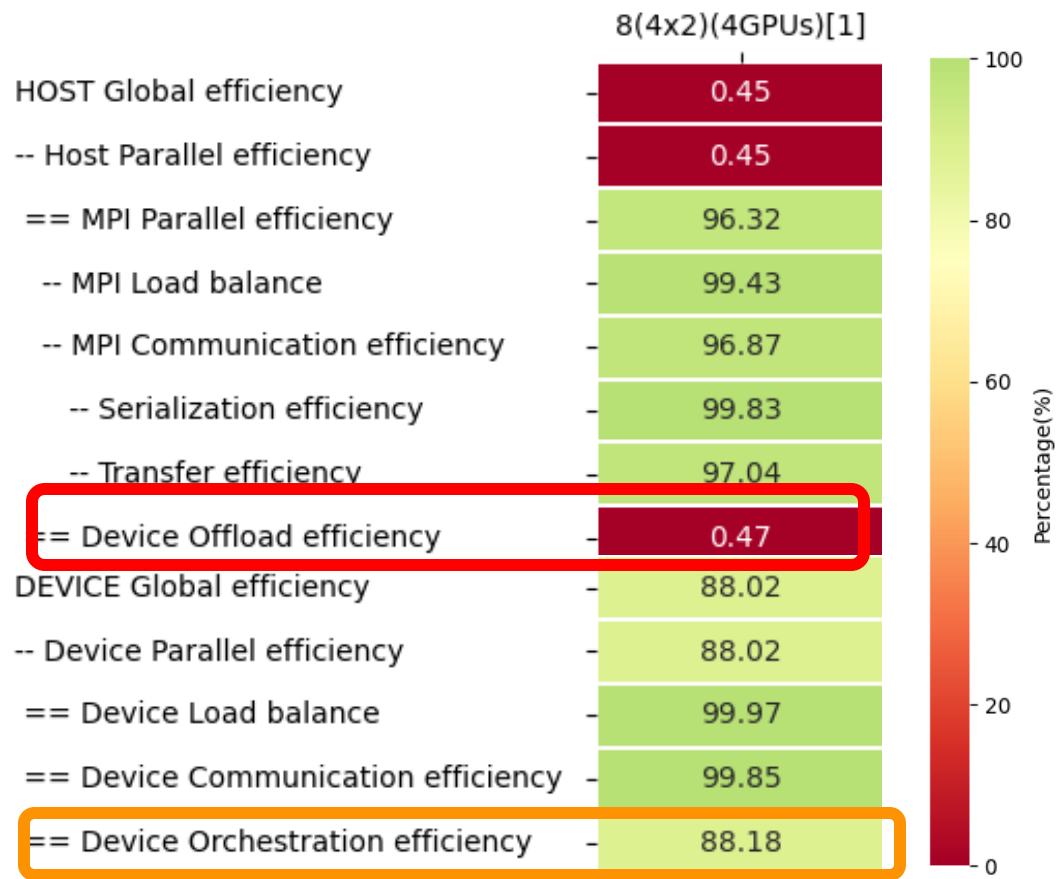 8(4x2)(4GPUs)[1]
HOST Global efficiency 0.45
-- Host Parallel efficiency 0.45
== MPI Parallel efficiency 96.32
-- MPI Load balance 99.43
-- MPI Communication efficiency 96.87
-- Serialization efficiency 99.83
-- Transfer efficiency 97.04
== Device Offload efficiency 0.47
DEVICE Global efficiency 88.02
-- Device Parallel efficiency 88.02
== Device Load balance 99.97
== Device Communication efficiency 99.85
== Device Orchestration efficiency 88.18
100
80
60
40
20
0
Percentage(%)